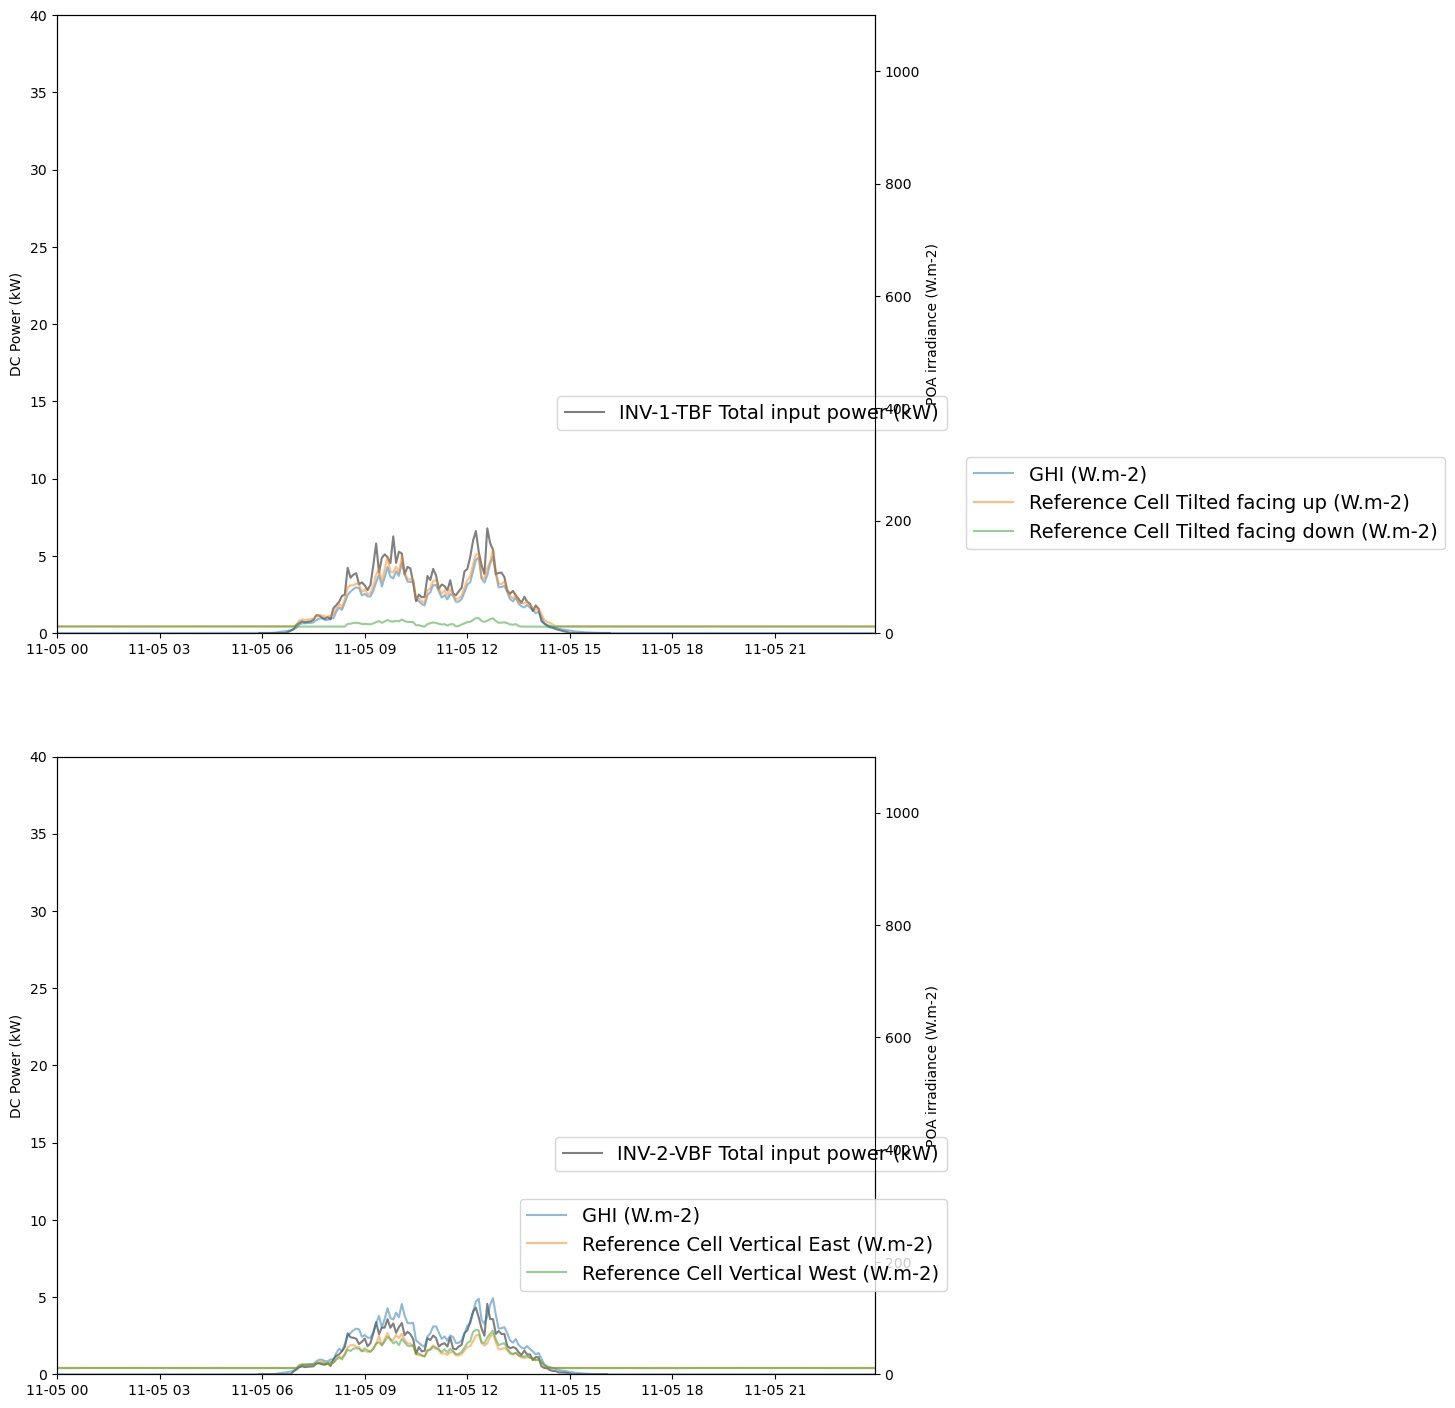 40
35
30
25
20
15
10
5
0
DC Power (kW)
1000
800
600
400
200
0
POA irradiance (W.m-2)
INV-1-TBF Total input power (kW)
GHI (W.m-2)
Reference Cell Tilted facing up (W.m-2)
Reference Cell Tilted facing down (W.m-2)
11-05 00 11-05 03 11-05 06 11-05 09 11-05 12 11-05 15 11-05 18 11-05 21
40
35
30
25
20
15
10
5
0
DC Power (kW)
1000
800
600
400
200
0
POA irradiance (W.m-2)
INV-2-VBF Total input power (kW)
GHI (W.m-2)
Reference Cell Vertical East (W.m-2)
Reference Cell Vertical West (W.m-2)
11-05 00 11-05 03 11-05 06 11-05 09 11-05 12 11-05 15 11-05 18 11-05 21